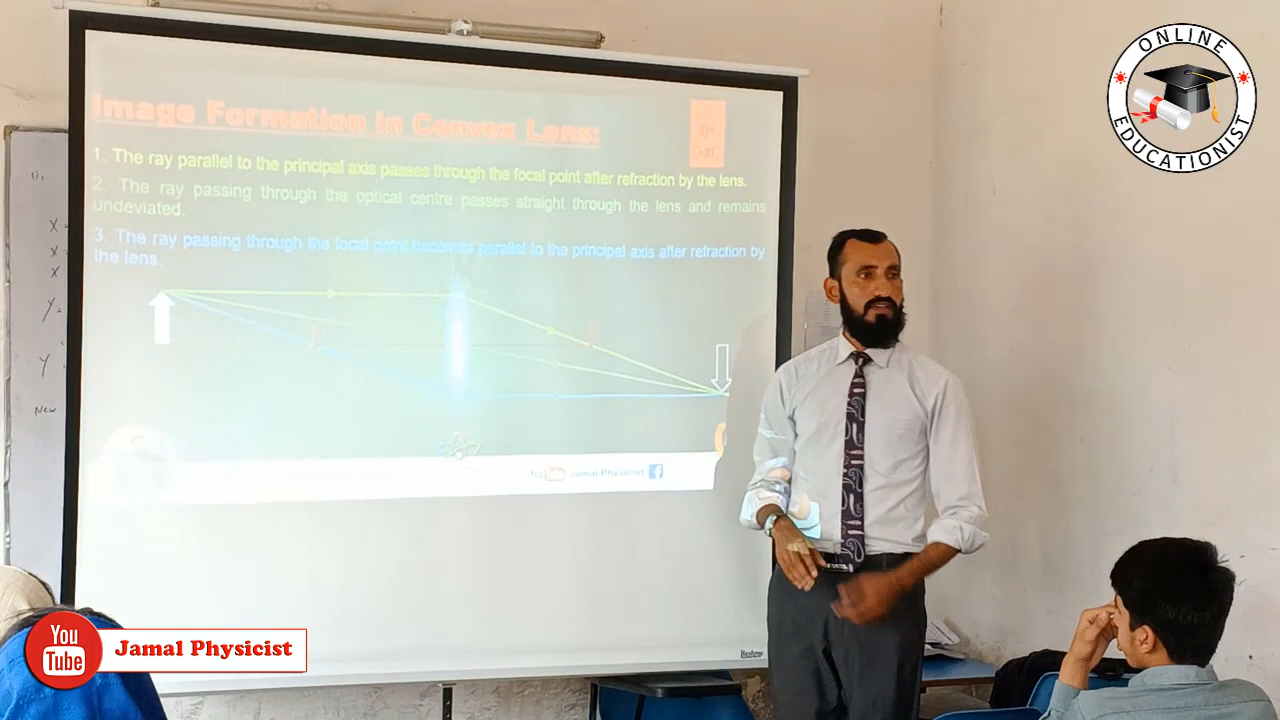 ONLINE
EDUCATIONIST
Image Formation in Convex Lens:
1. The ray parallel to the principal axis passes through the focal point after refraction by the lens.
2. The ray passing through the optical centre passes straight through the lens and remains
undeviated.
3. The ray passing through the focal point becomes parallel to the principal axis after refraction by
the lens.
By
Jamal Physicist
X=
X=
X
Y=
Y
New
You
Tube
Jamal Physicist